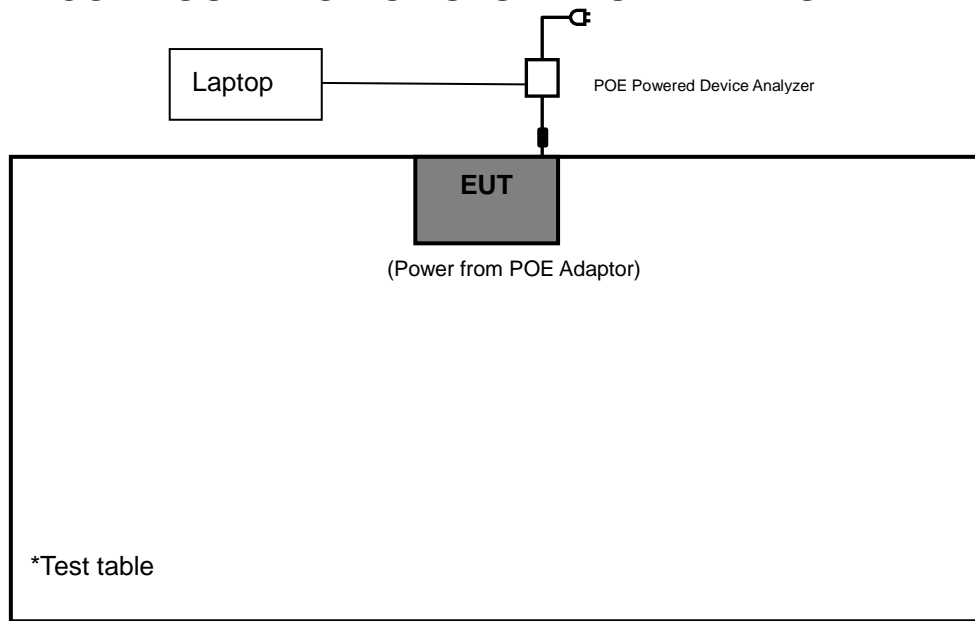 Laptop
POE Powered Device Analyzer
EUT
(Power from POE Adaptor)
*Test table